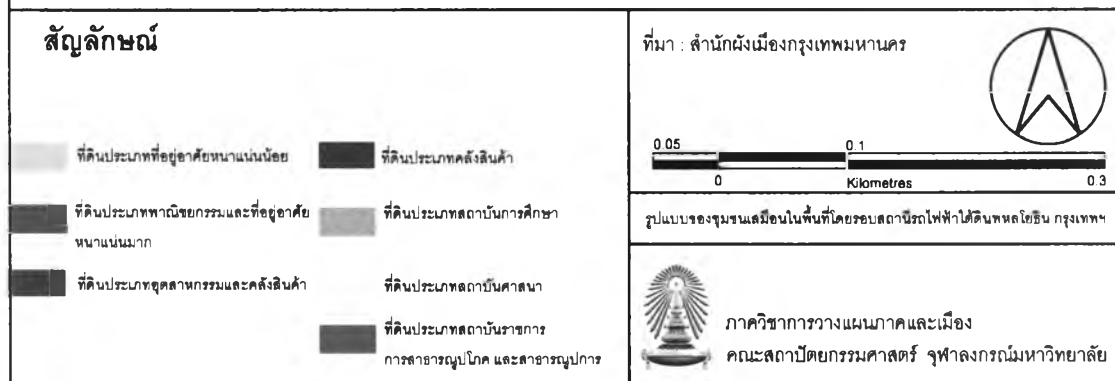 สัญลักษณ์
ที่ดินประเภทที่อยู่อาศัยหนาแน่นน้อย
ที่ดินประเภทพาณิชยกรรมและที่อยู่อาศัย
หนาแน่นมาก
ที่ดินประเภทอุตสาหกรรมและคลังสินค้า
ที่ดินประเภทคลังสินค้า
ที่ดินประเภทสถาบันการศึกษา
ที่ดินประเภทสถาบันศาสนา
ที่ดินประเภทสถาบันราชการ
การสาธารณูปโภค และสาธารณูปการ
ที่มา : สำนักผังเมืองกรุงเทพมหานคร
0.05 0.1
0 Kilometres 0.3
รูปแบบของชุมชนเสมือนในพื้นที่โดยรอบสถานีรถไฟฟ้าใต้ดินพหลโยธิน กรุงเทพฯ
ภาควิชาการวางแผนภาคและเมือง
คณะสถาปัตยกรรมศาสตร์ จุฬาลงกรณ์มหาวิทยาลัย